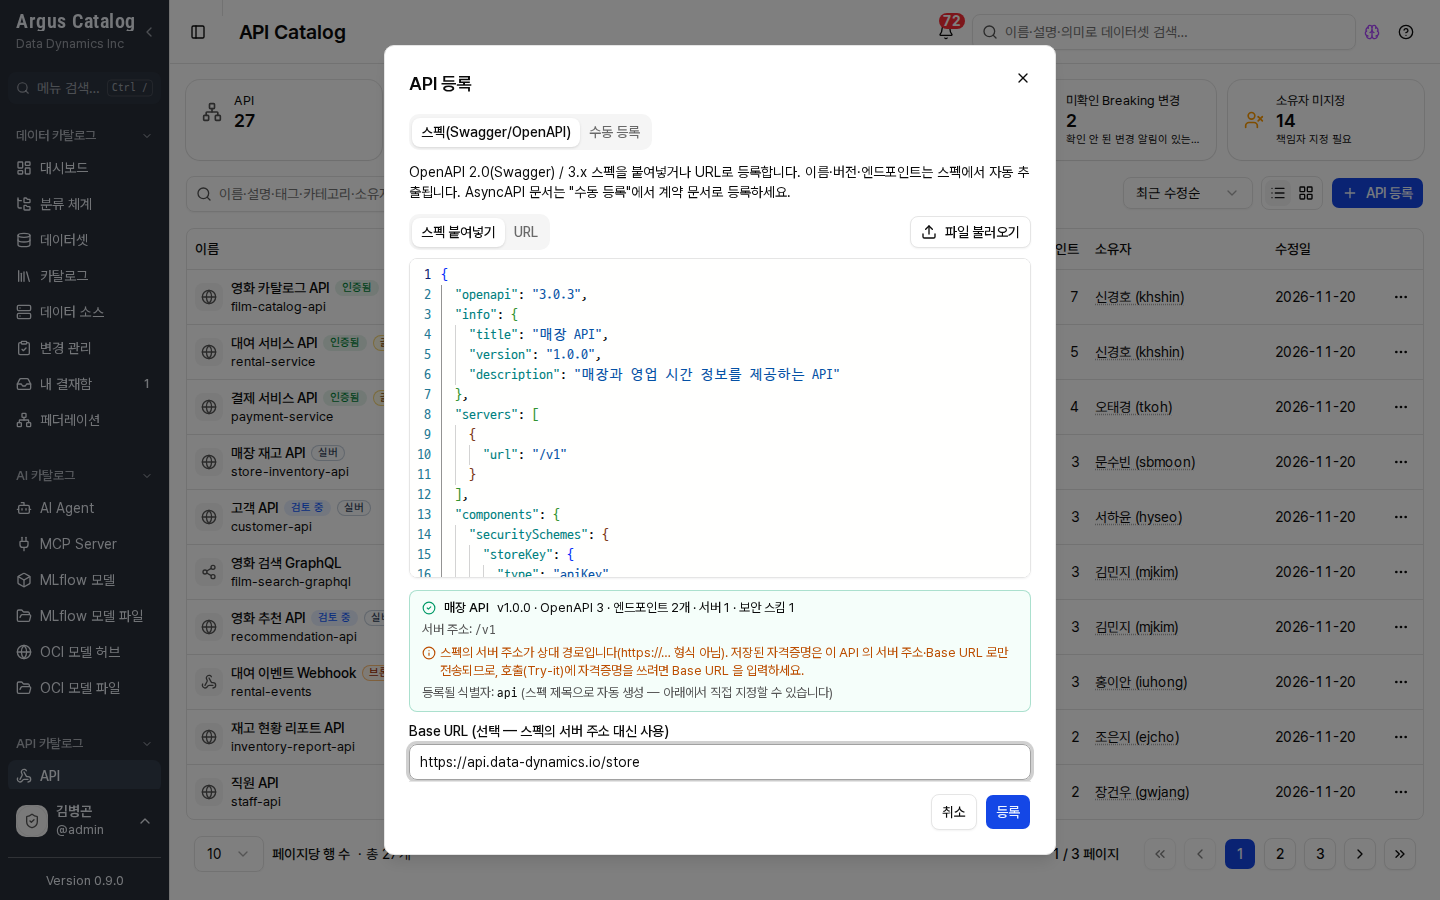 Argus Catalog
Data Dynamics Inc
메뉴 검색... Ctrl /
데이터 카탈로그
대시보드
분류 체계
데이터셋
카탈로그
데이터 소스
변경 관리
내 결재함 1
페더레이션
AI 카탈로그
AI Agent
MCP Server
MLflow 모델
MLflow 모델 파일
OCI 모델 허브
OCI 모델 파일
API 카탈로그
API
김병곤
@admin
Version 0.9.0
API Catalog
72
이름·설명·의미로 데이터셋 검색...
API
27
미확인 Breaking 변경
2
확인 안 된 변경 알림이 있는...
소유자 미지정
14
책임자 지정 필요
이름·설명·태그·카테고리·소유
최근 수정순
API 등록
이름 인트 소유자 수정일
영화 카탈로그 API 인증됨
film-catalog-api
7 신경호 (khshin) 2026-11-20
대여 서비스 API 인증됨
rental-service
5 신경호 (khshin) 2026-11-20
결제 서비스 API 인증됨
payment-service
4 오태경 (tkoh) 2026-11-20
매장 재고 API 실버
store-inventory-api
3 문수빈 (sbmoon) 2026-11-20
고객 API 검토 중 실버
customer-api
3 서하윤 (hyseo) 2026-11-20
영화 검색 GraphQL
film-search-graphql
3 김민지 (mjkim) 2026-11-20
영화 추천 API 검토 중
recommendation-api
3 김민지 (mjkim) 2026-11-20
대여 이벤트 Webhook
rental-events
3 홍이안 (iuhong) 2026-11-20
재고 현황 리포트 API
inventory-report-api
2 조은지 (ejcho) 2026-11-20
직원 API
staff-api
2 장건우 (gwjang) 2026-11-20
10 페이지당 행 수 · 총 27개
1 / 3 페이지
1 2 3
API 등록
스펙(Swagger/OpenAPI) 수동 등록
OpenAPI 2.0(Swagger) / 3.x 스펙을 붙여넣거나 URL로 등록합니다. 이름·버전·엔드포인트는 스펙에서 자동 추
출됩니다. AsyncAPI 문서는 "수동 등록"에서 계약 문서로 등록하세요.
스펙 붙여넣기 URL
파일 불러오기
1 {
2 "openapi": "3.0.3",
3 "info": {
4 "title": "매장 API",
5 "version": "1.0.0",
6 "description": "매장과 영업 시간 정보를 제공하는 API"
7 },
8 "servers": [
9 {
10 "url": "/v1"
11 }
12 ],
13 "components": {
14 "securitySchemes": {
15 "storeKey": {
16 "type": "apiKey"
매장 API v1.0.0 · OpenAPI 3 · 엔드포인트 2개 · 서버 1 · 보안 스킴 1
서버 주소: /v1
스펙의 서버 주소가 상대 경로입니다(https://... 형식 아님). 저장된 자격증명은 이 API 의 서버 주소·Base URL 로만
전송되므로, 호출(Try-it)에 자격증명을 쓰려면 Base URL 을 입력하세요.
등록될 식별자: api (스펙 제목으로 자동 생성 — 아래에서 직접 지정할 수 있습니다)
Base URL (선택 — 스펙의 서버 주소 대신 사용)
https://api.data-dynamics.io/store
취소 등록